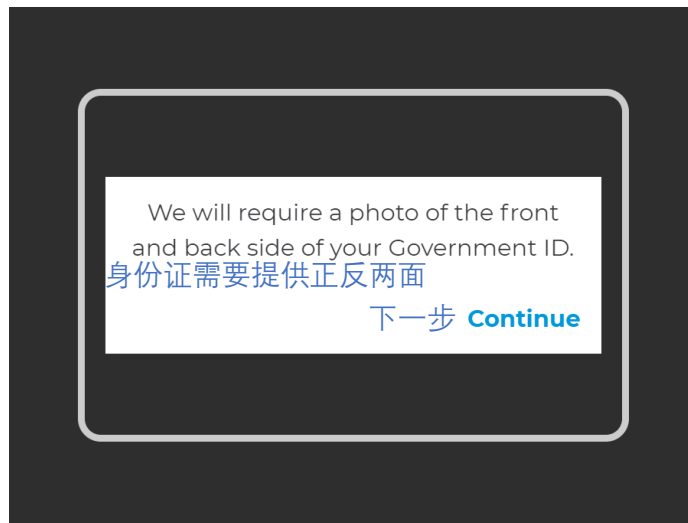 We will require a photo of the front
and back side of your Government ID.
身份证需要提供正反两面
下一步 Continue